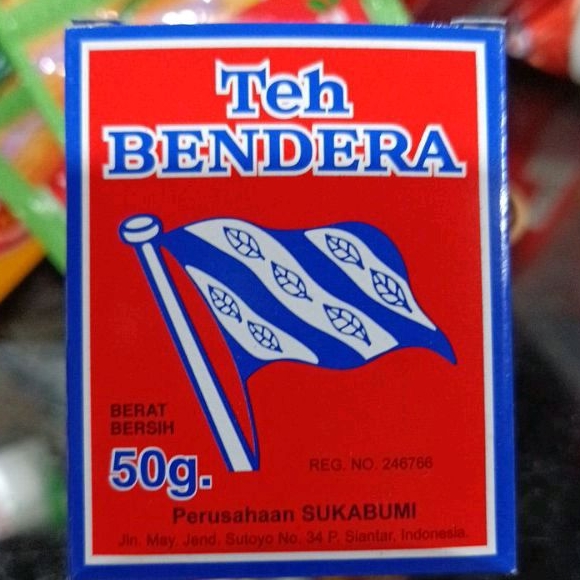 Teh
BENDERA
BERAT
BERSIH
50g.
REG. NO. 246766
Perusahaan SUKABUMI
Jln. May. Jend. Sutoyo No. 34 P. Siantar, Indonesia.